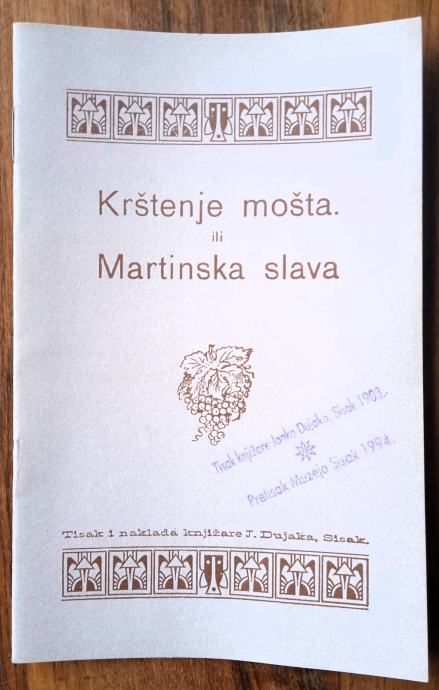 Krštenje mošta.
ili
Martinska slava
Tisak knjižare Janka Dujaka, Sisak 1903.
Pretisak Muzeja Sisak 1994.
Tisak i naklada knjižare J. Dujaka, Sisak.